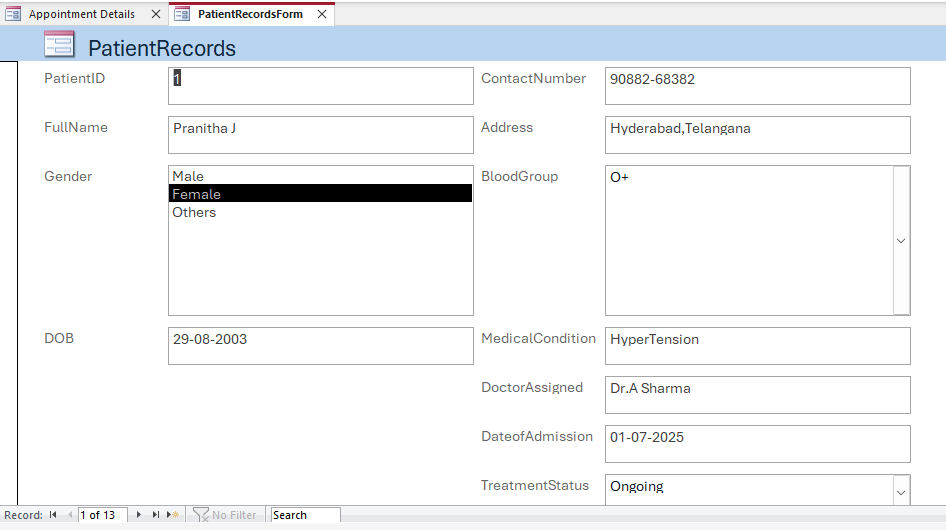 Appointment Details
PatientRecordsForm
PatientRecords
PatientID
1
ContactNumber
90882-68382
FullName
Pranitha J
Address
Hyderabad,Telangana
Gender
Male
Female
Others
BloodGroup
O+
DOB
29-08-2003
MedicalCondition
HyperTension
DoctorAssigned
Dr.A Sharma
DateofAdmission
01-07-2025
TreatmentStatus
Ongoing
Record: 1 of 13 No Filter Search